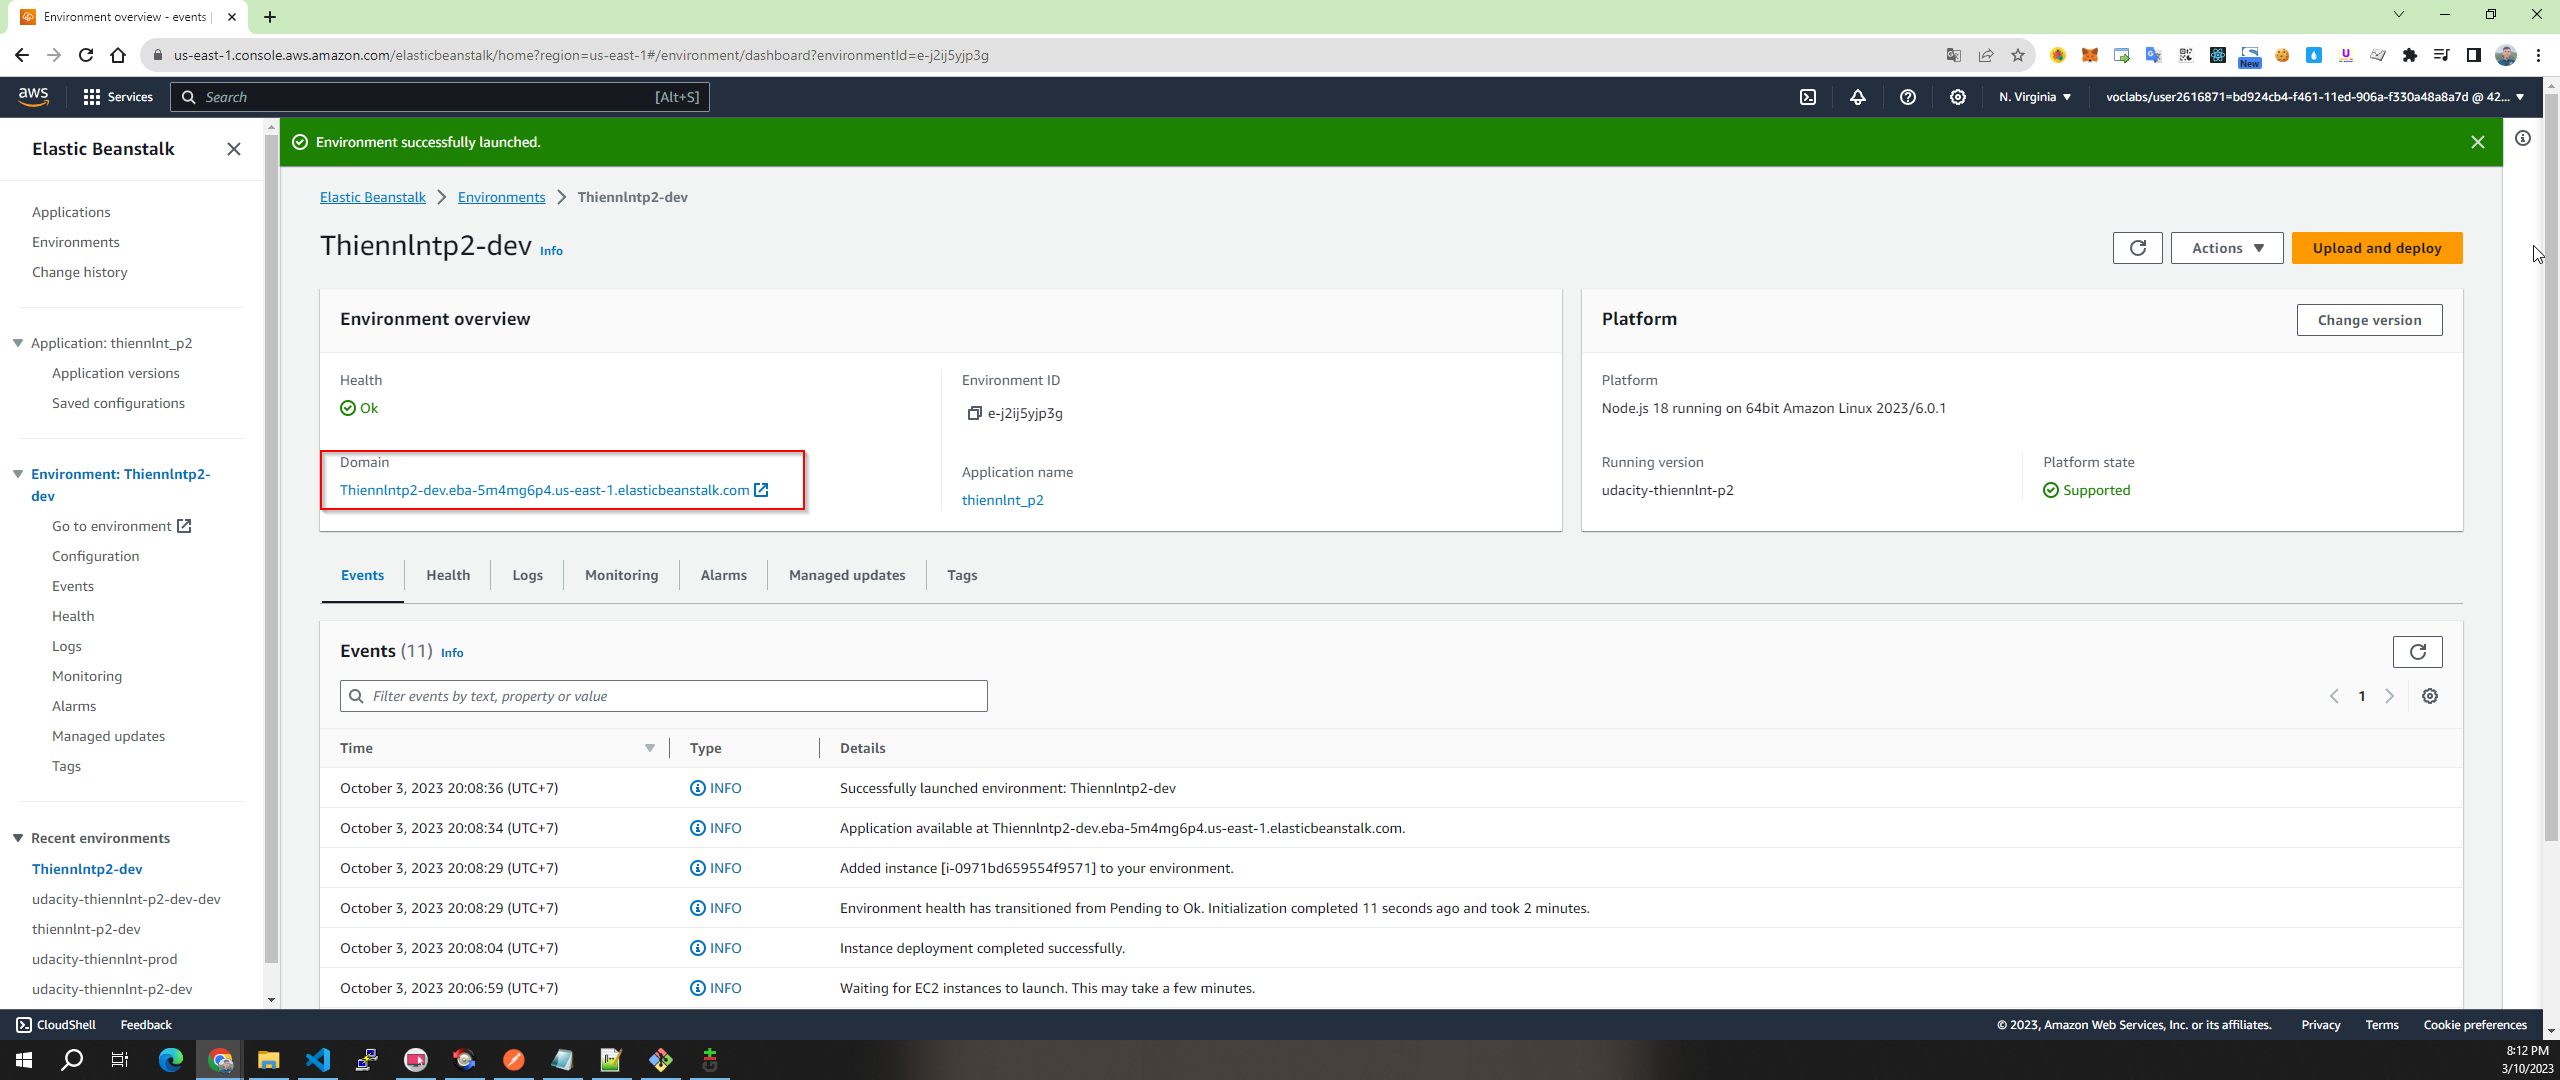 Environment overview - events
us-east-1.console.aws.amazon.com/elasticbeanstalk/home?region=us-east-1#/environment/dashboard?environmentId=e-j2ij5yjp3g
New
aws
Services
Search
[Alt+S]
N. Virginia
voclabs/user2616871=bd924cb4-f461-11ed-906a-f330a48a8a7d @ 42...
Elastic Beanstalk
Applications
Environments
Change history
Application: thiennlnt_p2
Application versions
Saved configurations
Environment: Thiennlntp2-
dev
Go to environment
Configuration
Events
Health
Logs
Monitoring
Alarms
Managed updates
Tags
Recent environments
Thiennlntp2-dev
udacity-thiennlnt-p2-dev-dev
thiennlnt-p2-dev
udacity-thiennlnt-prod
udacity-thiennlnt-p2-dev
Environment successfully launched.
Elastic Beanstalk
Environments
Thiennlntp2-dev
Thiennlntp2-dev Info
Actions
Upload and deploy
Environment overview
Health
Ok
Environment ID
e-j2ij5yjp3g
Domain
Thiennlntp2-dev.eba-5m4mg6p4.us-east-1.elasticbeanstalk.com
Application name
thiennlnt_p2
Platform
Change version
Platform
Node.js 18 running on 64bit Amazon Linux 2023/6.0.1
Running version
udacity-thiennlnt-p2
Platform state
Supported
Events
Health
Logs
Monitoring
Alarms
Managed updates
Tags
Events (11) Info
Filter events by text, property or value
1
Time Type Details
October 3, 2023 20:08:36 (UTC+7) INFO Successfully launched environment: Thiennlntp2-dev
October 3, 2023 20:08:34 (UTC+7) INFO Application available at Thiennlntp2-dev.eba-5m4mg6p4.us-east-1.elasticbeanstalk.com.
October 3, 2023 20:08:29 (UTC+7) INFO Added instance [i-0971bd659554f9571] to your environment.
October 3, 2023 20:08:29 (UTC+7) INFO Environment health has transitioned from Pending to Ok. Initialization completed 11 seconds ago and took 2 minutes.
October 3, 2023 20:08:04 (UTC+7) INFO Instance deployment completed successfully.
October 3, 2023 20:06:59 (UTC+7) INFO Waiting for EC2 instances to launch. This may take a few minutes.
CloudShell
Feedback
© 2023, Amazon Web Services, Inc. or its affiliates.
Privacy
Terms
Cookie preferences
8:12 PM
3/10/2023